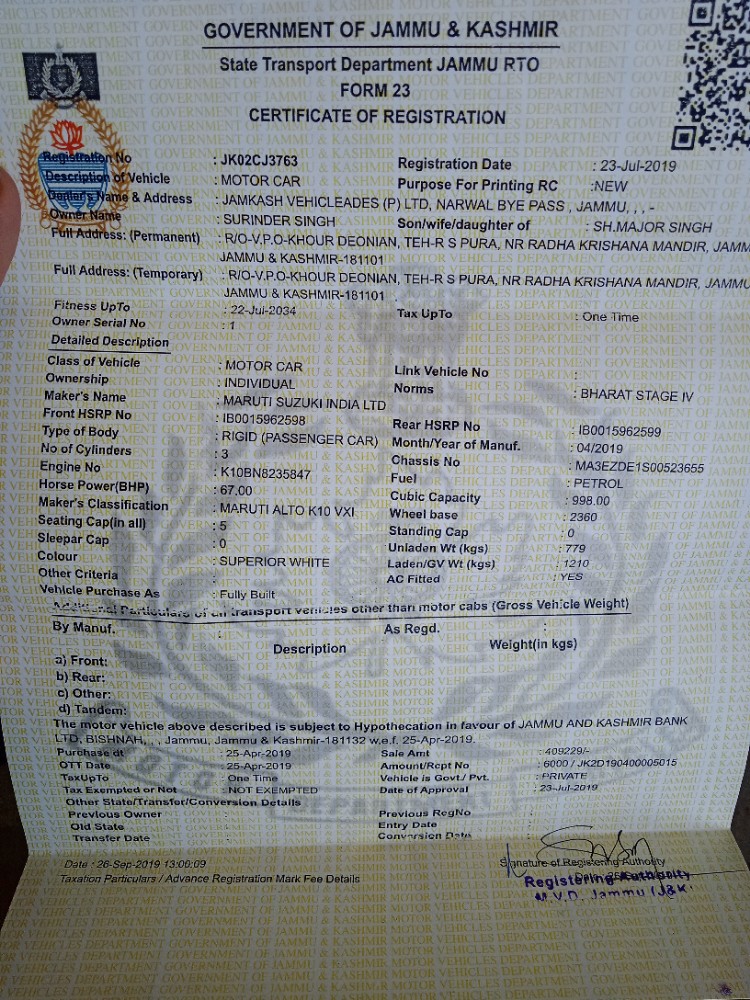 GOVERNMENT OF JAMMU & KASHMIR
State Transport Department JAMMU RTO
FORM 23
CERTIFICATE OF REGISTRATION
Registration No : JK02CJ3763 Registration Date : 23-Jul-2019
Description of Vehicle : MOTOR CAR Purpose For Printing RC :NEW
Dealer's Name & Address : JAMKASH VEHICLEADES (P) LTD, NARWAL BYE PASS , JAMMU, , , -
Owner Name : SURINDER SINGH Son/wife/daughter of : SH.MAJOR SINGH
Full Address: (Permanent) : R/O-V.P.O-KHOUR DEONIAN, TEH-R S PURA, NR RADHA KRISHANA MANDIR, JAMM
JAMMU & KASHMIR-181101
Full Address: (Temporary) : R/O-V.P.O-KHOUR DEONIAN, TEH-R S PURA, NR RADHA KRISHANA MANDIR, JAMMU
JAMMU & KASHMIR-181101
Fitness UpTo : 22-Jul-2034 Tax UpTo : One Time
Owner Serial No : 1
Detailed Description
Class of Vehicle : MOTOR CAR Link Vehicle No :
Ownership : INDIVIDUAL Norms : BHARAT STAGE IV
Maker's Name : MARUTI SUZUKI INDIA LTD
Front HSRP No : IB0015962598 Rear HSRP No : IB0015962599
Type of Body : RIGID (PASSENGER CAR) Month/Year of Manuf. : 04/2019
No of Cylinders : 3 Chassis No : MA3EZDE1S00523655
Engine No : K10BN8235847 Fuel : PETROL
Horse Power(BHP) : 67.00 Cubic Capacity : 998.00
Maker's Classification : MARUTI ALTO K10 VXI Wheel base : 2360
Seating Cap(in all) : 5 Standing Cap : 0
Sleepar Cap : 0 Unladen Wt (kgs) : 779
Colour : SUPERIOR WHITE Laden/GV Wt (kgs) : 1210
Other Criteria : AC Fitted : YES
Vehicle Purchase As : Fully Built
Additional Particulars of all transport vehicles other than motor cabs (Gross Vehicle Weight)
By Manuf. : As Regd. :
Description Weight(in kgs)
a) Front:
b) Rear:
c) Other:
d) Tandem:
The motor vehicle above described is subject to Hypothecation in favour of JAMMU AND KASHMIR BANK
LTD, BISHNAH, , , Jammu, Jammu & Kashmir-181132 w.e.f. 25-Apr-2019.
Purchase dt : 25-Apr-2019 Sale Amt : 409229/-
OTT Date : 25-Apr-2019 Amount/Rcpt No : 6000 / JK2D190400005015
TaxUpTo : One Time Vehicle is Govt./ Pvt. : PRIVATE
Tax Exempted or Not : NOT EXEMPTED Date of Approval : 23-Jul-2019
Other State/Transfer/Conversion Details
Previous Owner : Previous RegNo :
Old State : Entry Date :
Transfer Date : Conversion Date :
Date : 26-Sep-2019 13:06:09 Signature of Registering Authority
Taxation Particulars / Advance Registration Mark Fee Details
Registering Authority
M.V.D. Jammu (J&K)